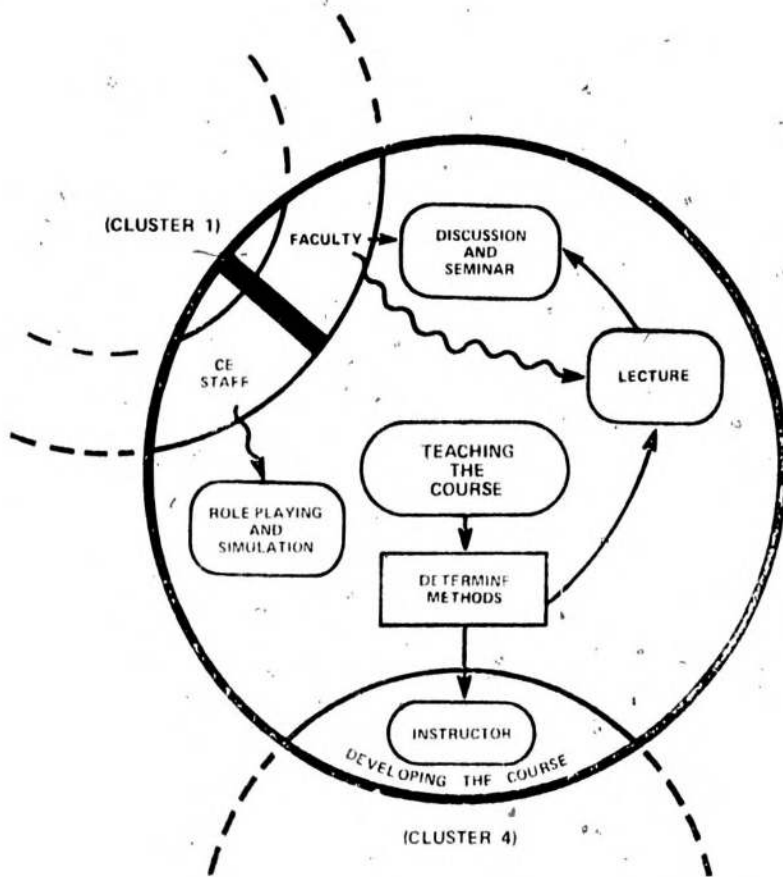 (CLUSTER 1)
FACULTY
DISCUSSION
AND
SEMINAR
LECTURE
CE
STAFF
TEACHING
THE
COURSE
ROLE PLAYING
AND
SIMULATION
DETERMINE
METHODS
INSTRUCTOR
DEVELOPING THE COURSE
(CLUSTER 4)